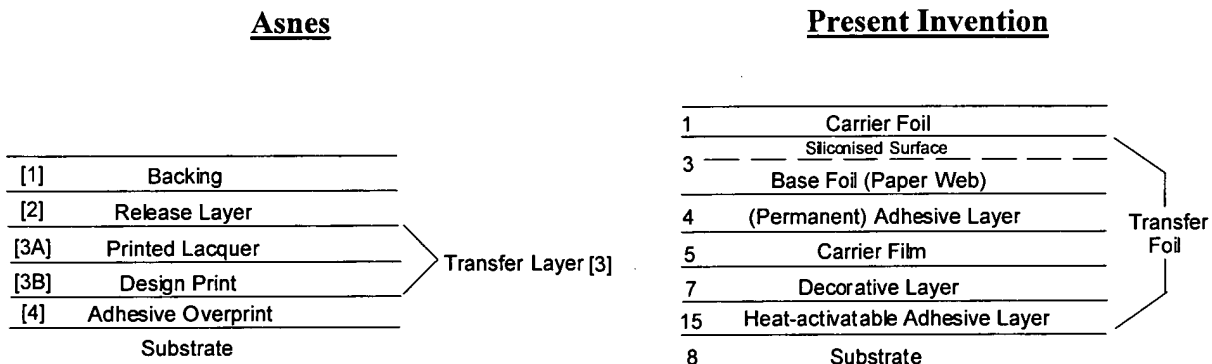 Asnes
[1] Backing
[2] Release Layer
[3A] Printed Lacquer
[3B] Design Print
[4] Adhesive Overprint
Substrate
Transfer Layer [3]
Present Invention
1 Carrier Foil
Siliconised Surface
3
Base Foil (Paper Web)
4 (Permanent) Adhesive Layer
5 Carrier Film
7 Decorative Layer
15 Heat-activatable Adhesive Layer
8 Substrate
Transfer
Foil